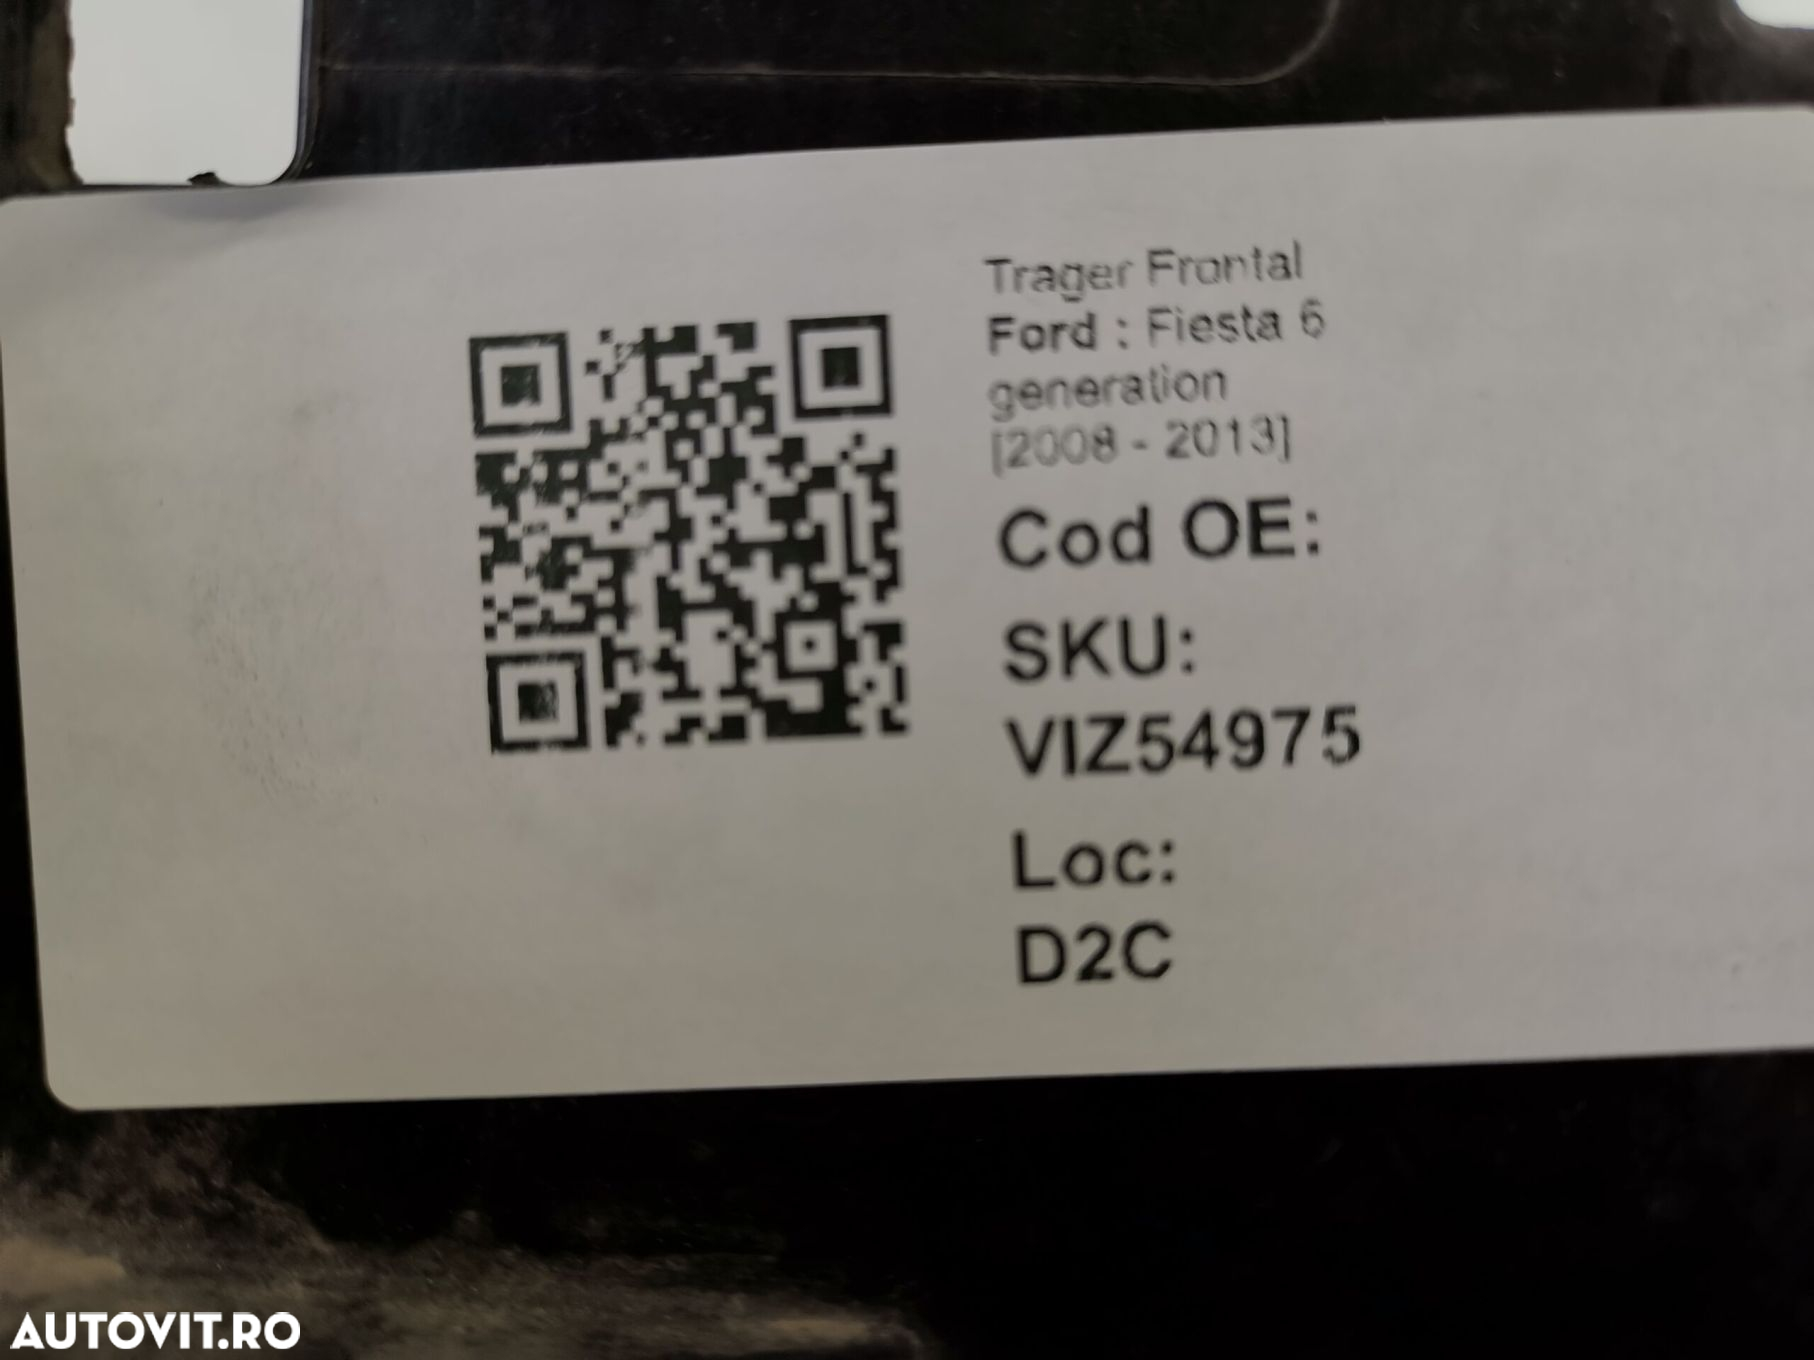 Trager Frontal
Ford : Fiesta 6
generation
[2008 - 2013]
Cod OE:
SKU:
VIZ54975
Loc:
D2C
AUTOVIT.RO